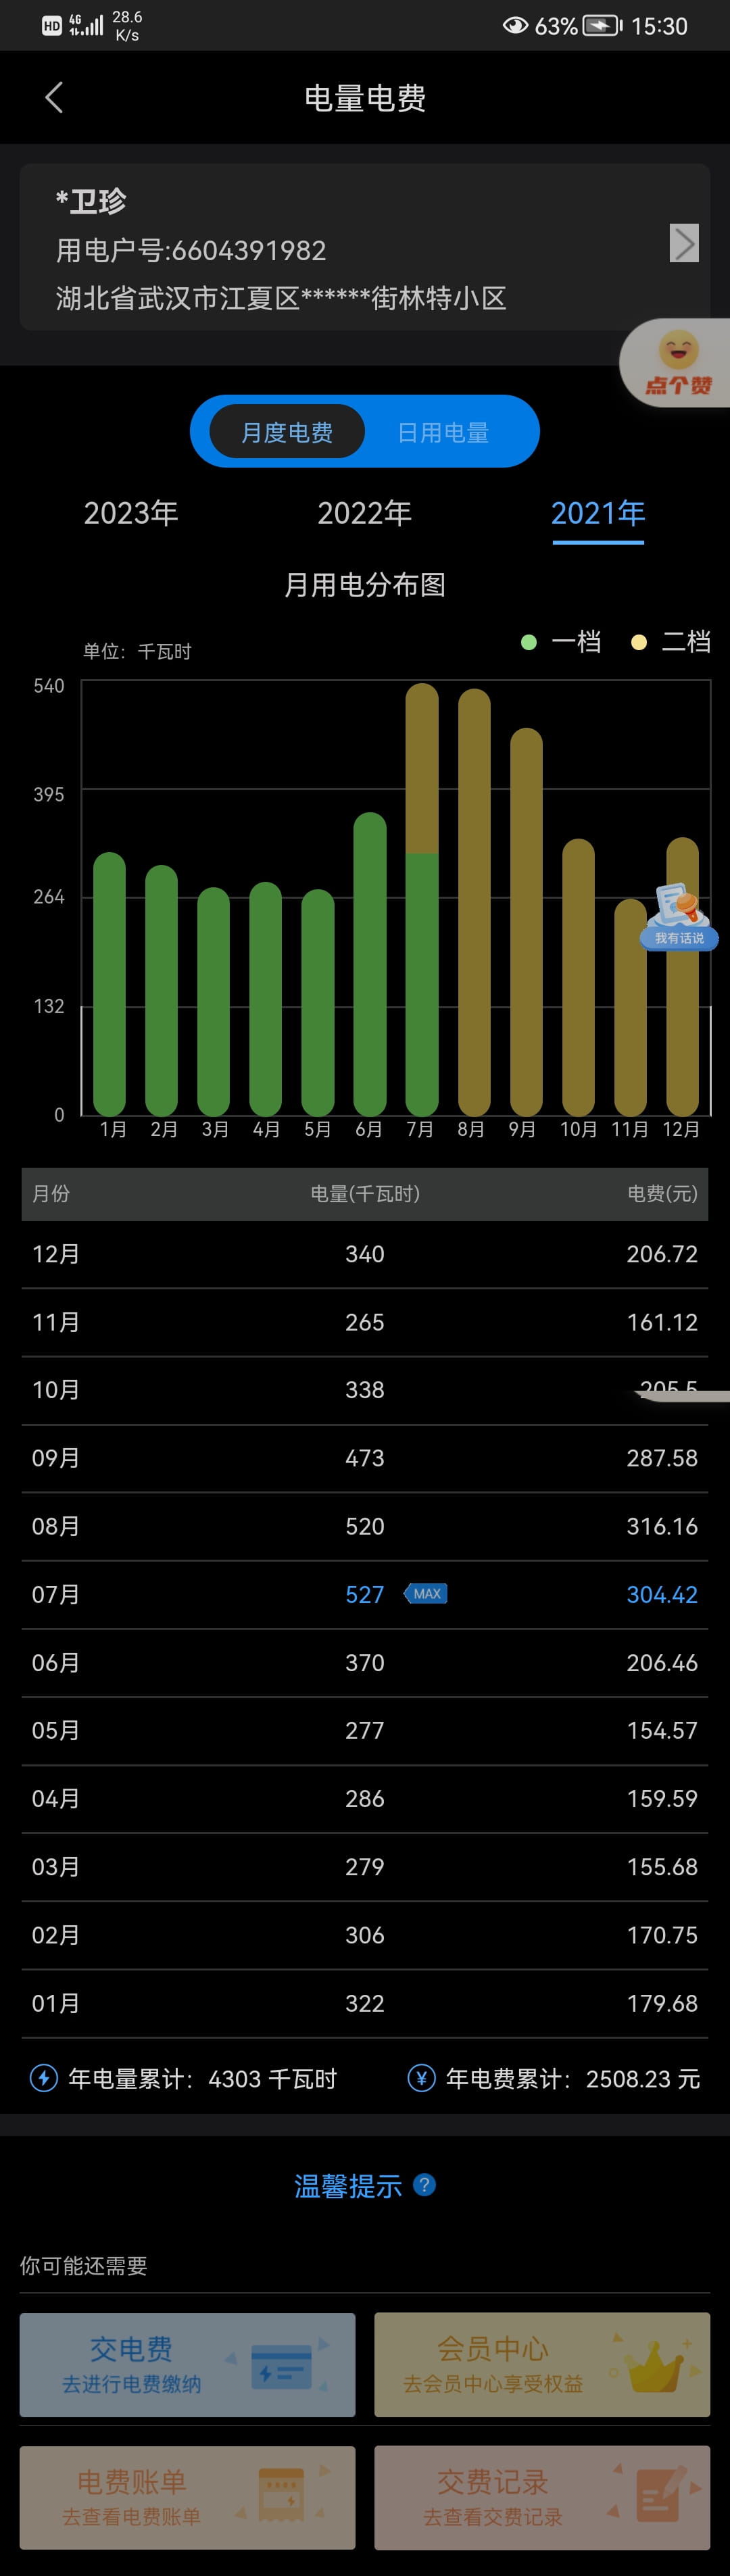 HD 4G 28.6 K/s 63% 15:30
电量电费
*卫珍
用电户号:6604391982
湖北省武汉市江夏区******街林特小区
点个赞
月度电费 日用电量
2023年 2022年 2021年
月用电分布图
单位：千瓦时 一档 二档
540
395
264
132
0
我有话说
1月 2月 3月 4月 5月 6月 7月 8月 9月 10月 11月 12月
月份 电量(千瓦时) 电费(元)
12月 340 206.72
11月 265 161.12
10月 338 205.5
09月 473 287.58
08月 520 316.16
07月 527 MAX 304.42
06月 370 206.46
05月 277 154.57
04月 286 159.59
03月 279 155.68
02月 306 170.75
01月 322 179.68
年电量累计：4303 千瓦时 ¥ 年电费累计：2508.23 元
温馨提示 ?
你可能还需要
交电费 会员中心
去进行电费缴纳 去会员中心享受权益
电费账单 交费记录
去查看电费账单 去查看交费记录